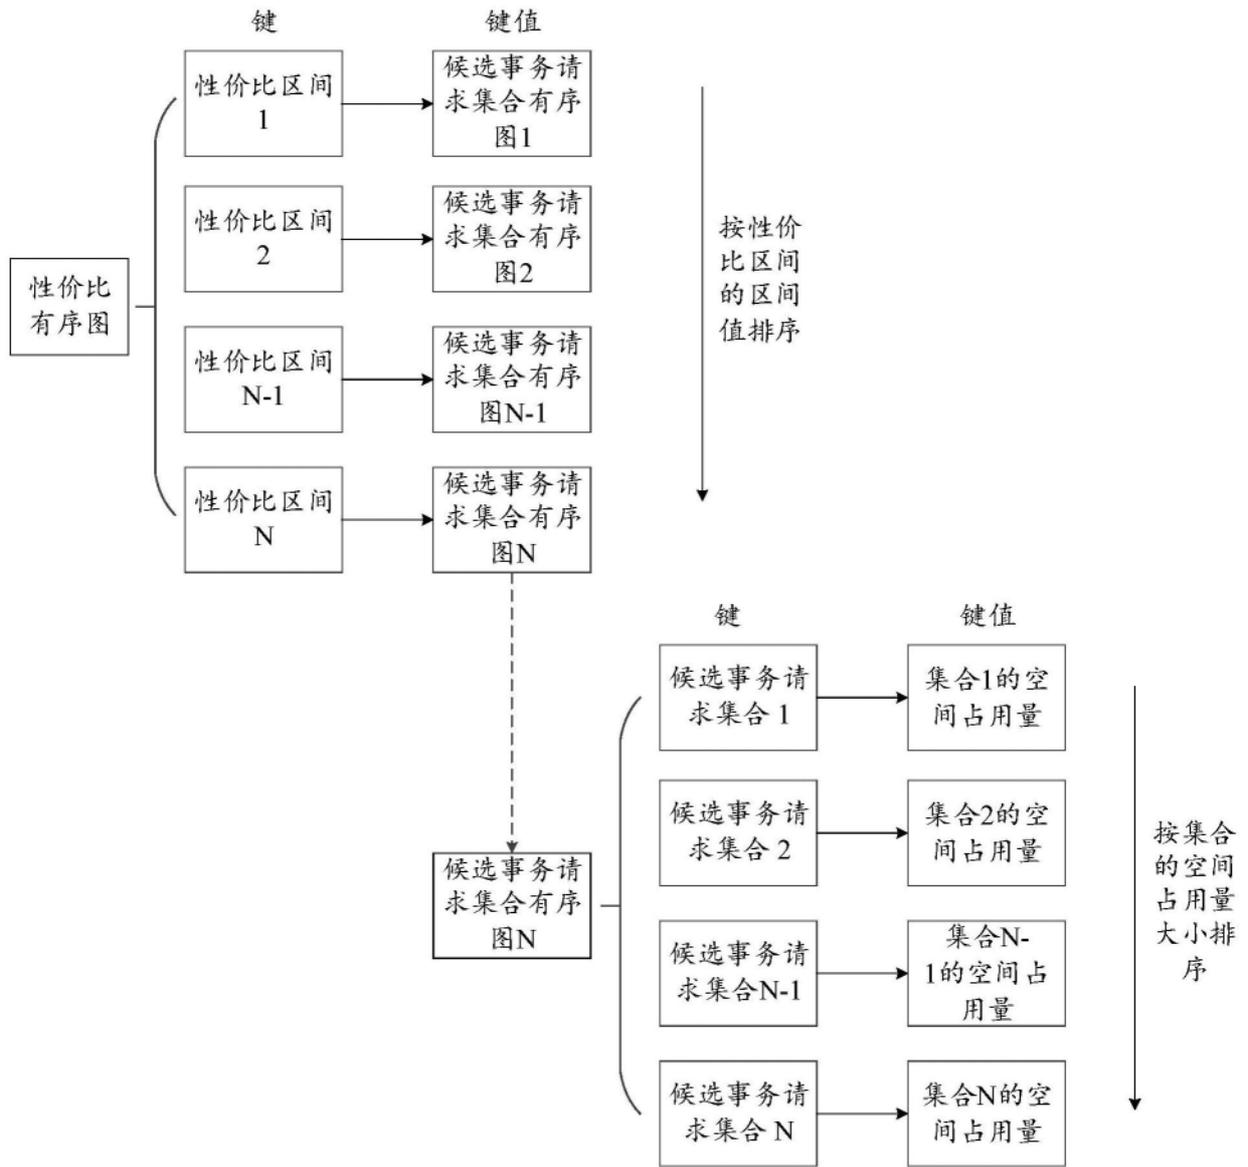 键
键值
性价比区间
1
候选事务请
求集合有序
图1
性价比区间
2
候选事务请
求集合有序
图2
性价比
有序图
性价比区间
N-1
候选事务请
求集合有序
图N-1
性价比区间
N
候选事务请
求集合有序
图N
按性价
比区间
的区间
值排序
键
键值
候选事务请
求集合 1
集合1的空
间占用量
候选事务请
求集合 2
集合2的空
间占用量
候选事务请
求集合有序
图N
候选事务请
求集合N-1
集合N-
1的空间占
用量
候选事务请
求集合 N
集合N的空
间占用量
按集合
的空间
占用量
大小排
序